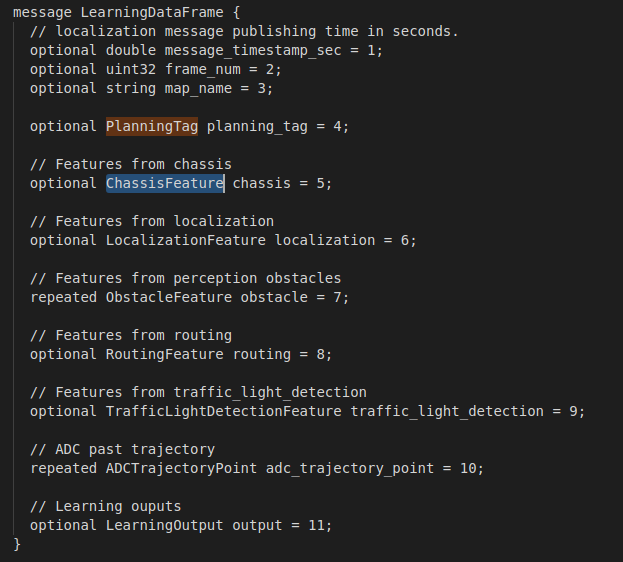 message LearningDataFrame {
// localization message publishing time in seconds.
optional double message_timestamp_sec = 1;
optional uint32 frame_num = 2;
optional string map_name = 3;
optional PlanningTag planning_tag = 4;
// Features from chassis
optional ChassisFeature chassis = 5;
// Features from localization
optional LocalizationFeature localization = 6;
// Features from perception obstacles
repeated ObstacleFeature obstacle = 7;
// Features from routing
optional RoutingFeature routing = 8;
// Features from traffic_light_detection
optional TrafficLightDetectionFeature traffic_light_detection = 9;
// ADC past trajectory
repeated ADCTrajectoryPoint adc_trajectory_point = 10;
// Learning ouputs
optional LearningOutput output = 11;
}